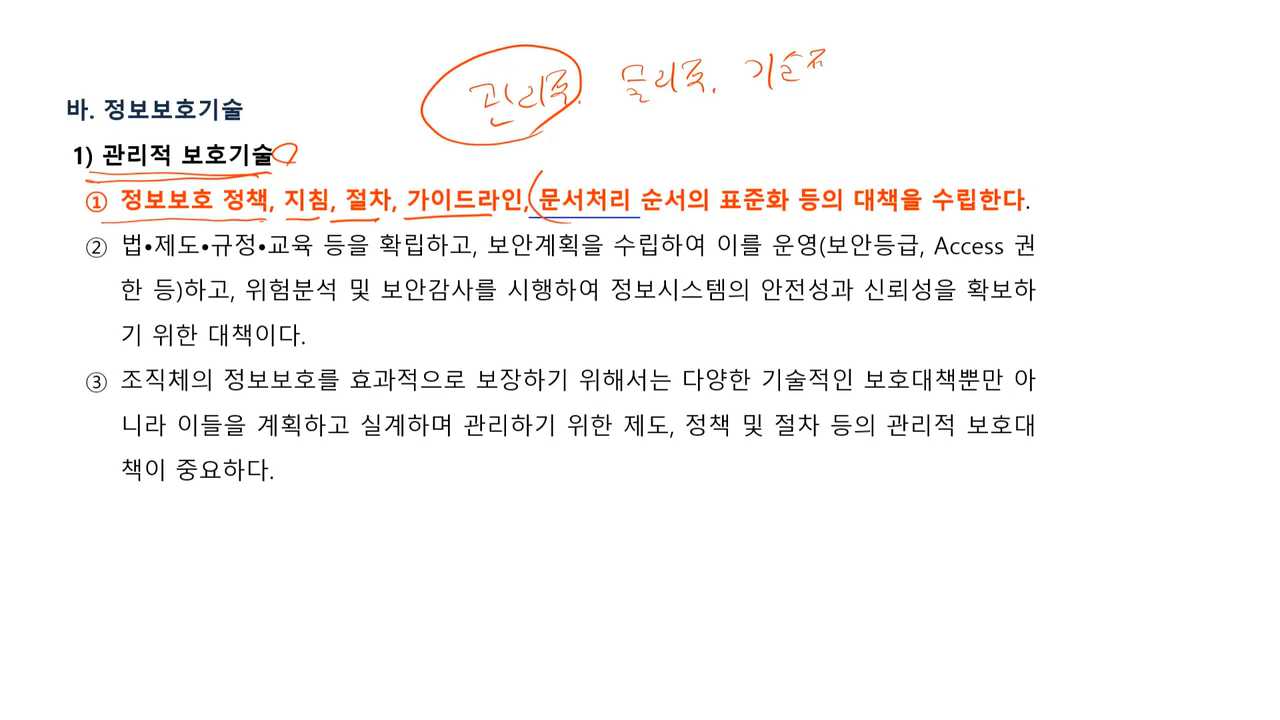 관리적. 물리적. 기술적
바. 정보보호기술
1) 관리적 보호기술
① 정보보호 정책, 지침, 절차, 가이드라인, 문서처리 순서의 표준화 등의 대책을 수립한다.
② 법•제도•규정•교육 등을 확립하고, 보안계획을 수립하여 이를 운영(보안등급, Access 권
한 등)하고, 위험분석 및 보안감사를 시행하여 정보시스템의 안전성과 신뢰성을 확보하
기 위한 대책이다.
③ 조직체의 정보보호를 효과적으로 보장하기 위해서는 다양한 기술적인 보호대책뿐만 아
니라 이들을 계획하고 설계하며 관리하기 위한 제도, 정책 및 절차 등의 관리적 보호대
책이 중요하다.